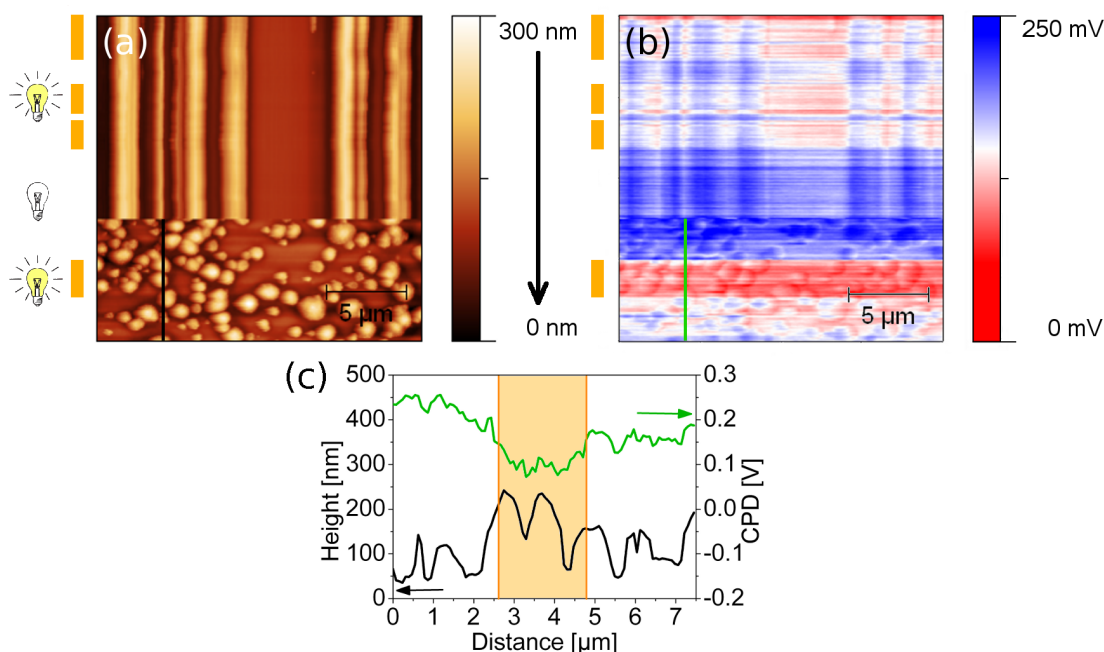 (a)
300 nm
0 nm
5 µm
(b)
250 mV
0 mV
5 µm
(c)
500
400
300
200
100
0
Height [nm]
0.3
0.2
0.1
0.0
-0.1
-0.2
CPD [V]
0 1 2 3 4 5 6 7
Distance [µm]